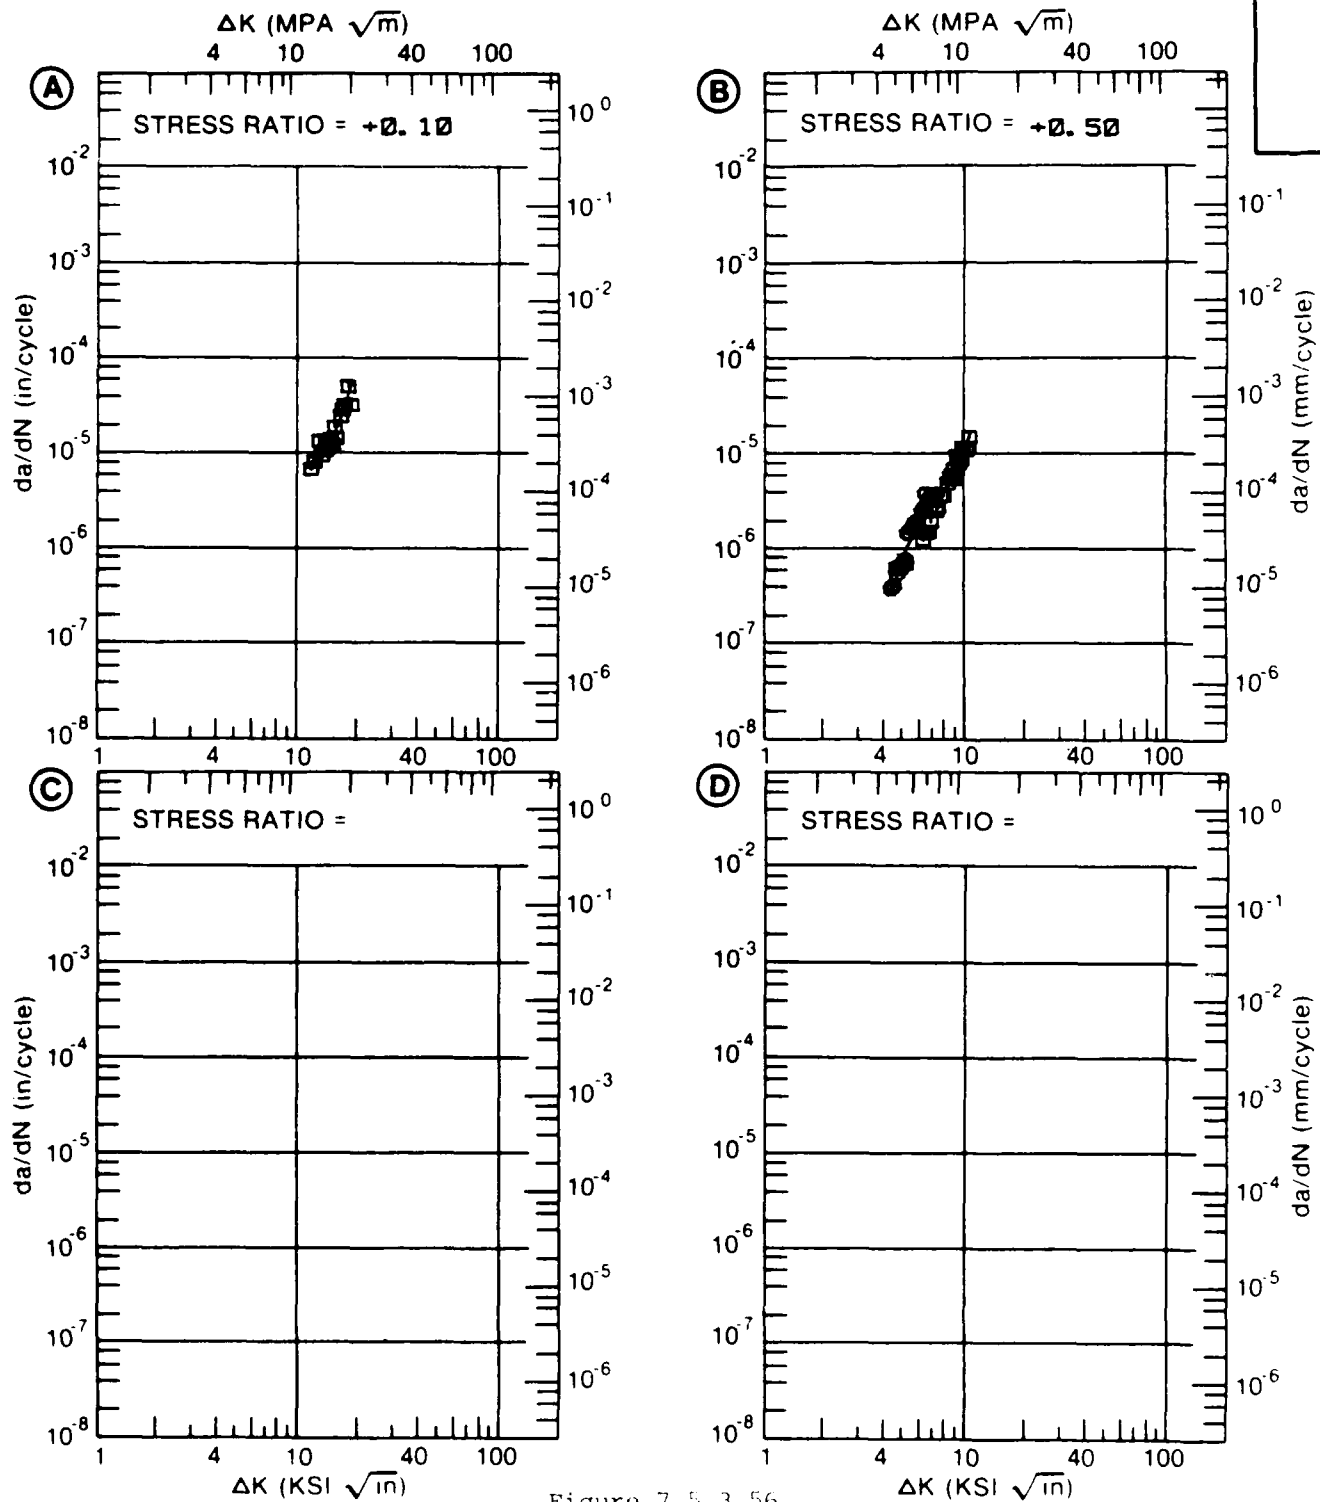 ΔK (MPA √m)
4 10 40 100
A
STRESS RATIO = +0.10
10^0
10^-2
10^-1
10^-3
10^-2
10^-4
10^-3
10^-5
10^-4
10^-6
10^-5
10^-7
10^-6
10^-8
1 4 10 40 100
da/dN (in/cycle)
ΔK (MPA √m)
4 10 40 100
B
STRESS RATIO = +0.50
10^-2
10^-1
10^-3
10^-2
10^-4
10^-3
10^-5
10^-4
10^-6
10^-5
10^-7
10^-6
10^-8
1 4 10 40 100
da/dN (mm/cycle)
C
STRESS RATIO =
10^0
10^-2
10^-1
10^-3
10^-2
10^-4
10^-3
10^-5
10^-4
10^-6
10^-5
10^-7
10^-6
10^-8
1 4 10 40 100
da/dN (in/cycle)
ΔK (KSI √in)
D
STRESS RATIO =
10^0
10^-2
10^-1
10^-3
10^-2
10^-4
10^-3
10^-5
10^-4
10^-6
10^-5
10^-7
10^-6
10^-8
1 4 10 40 100
da/dN (mm/cycle)
ΔK (KSI √in)
Figure 7.5.3.56